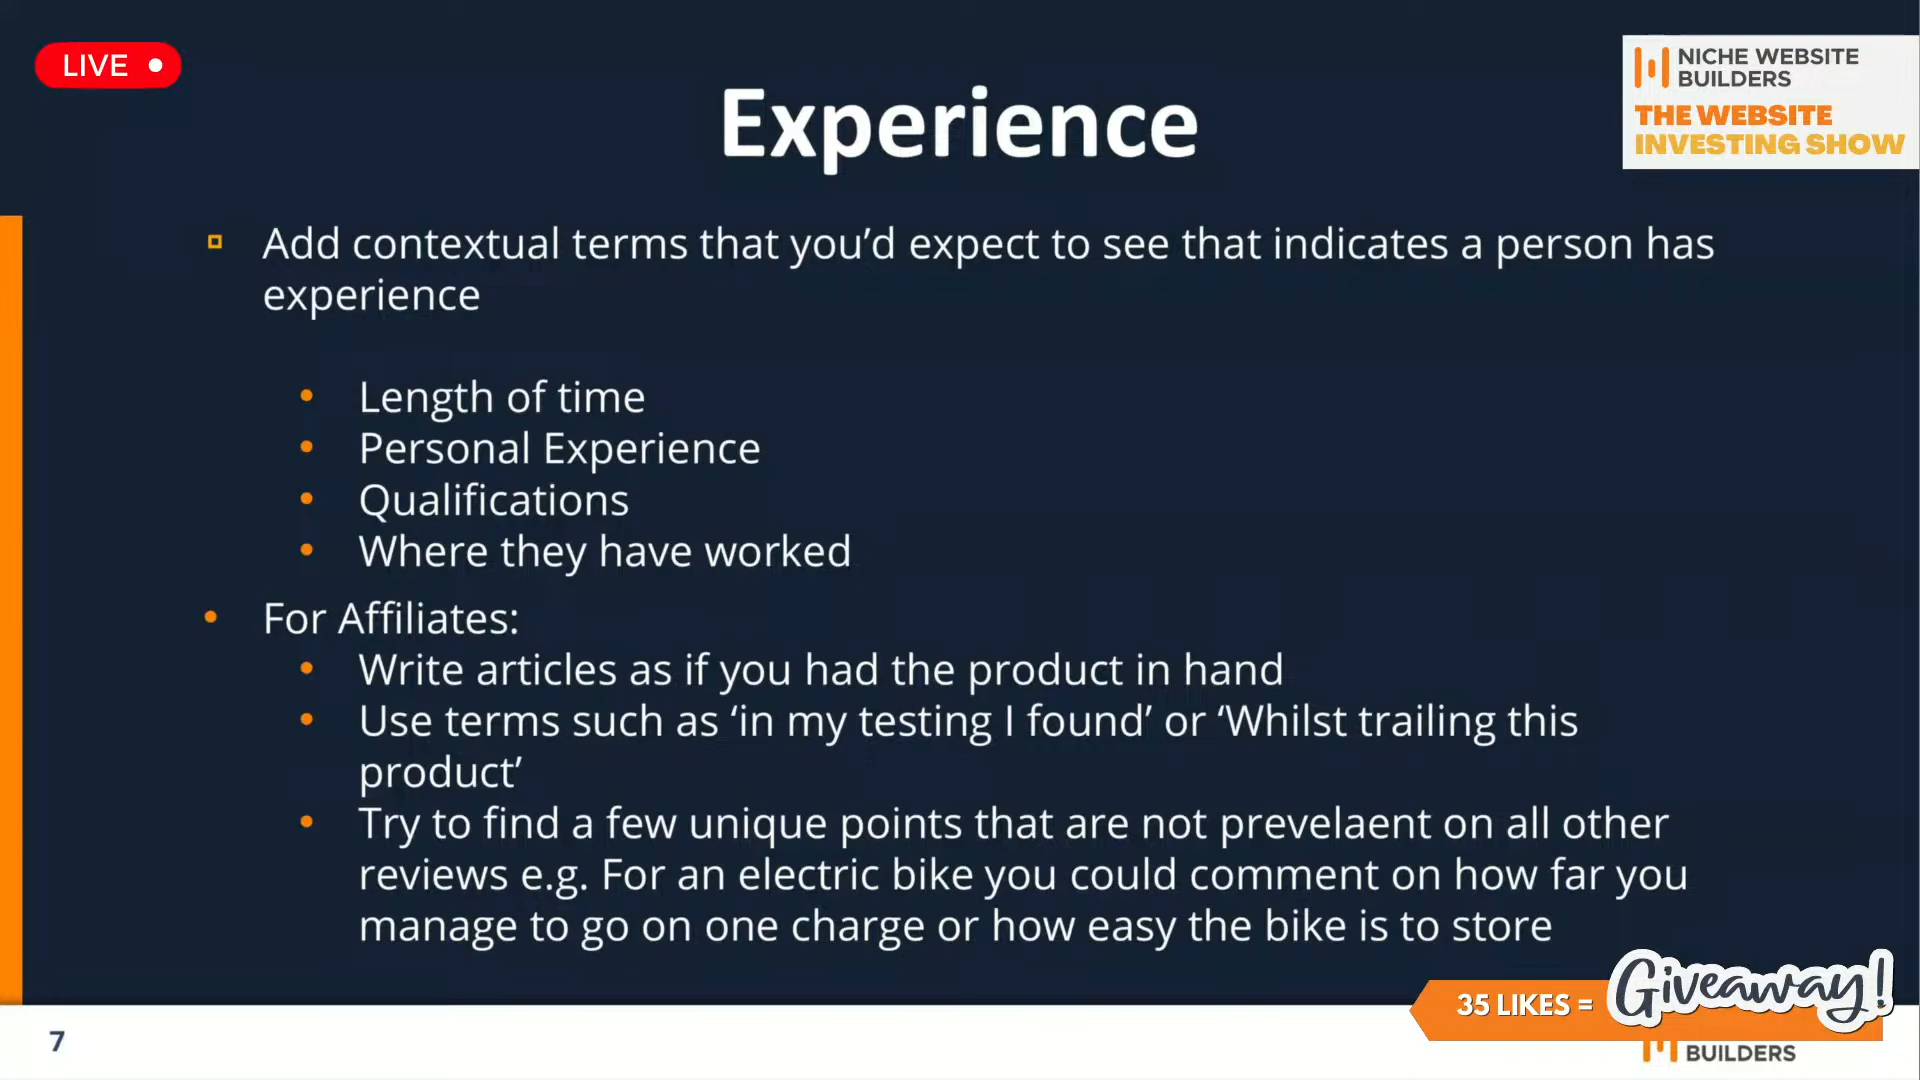 LIVE
NICHE WEBSITE
BUILDERS
THE WEBSITE
INVESTING SHOW
Experience
Add contextual terms that you’d expect to see that indicates a person has
experience
Length of time
Personal Experience
Qualifications
Where they have worked
For Affiliates:
Write articles as if you had the product in hand
Use terms such as ‘in my testing I found’ or ‘Whilst trailing this
product’
Try to find a few unique points that are not prevelaent on all other
reviews e.g. For an electric bike you could comment on how far you
manage to go on one charge or how easy the bike is to store
35 LIKES = Giveaway!
7
BUILDERS